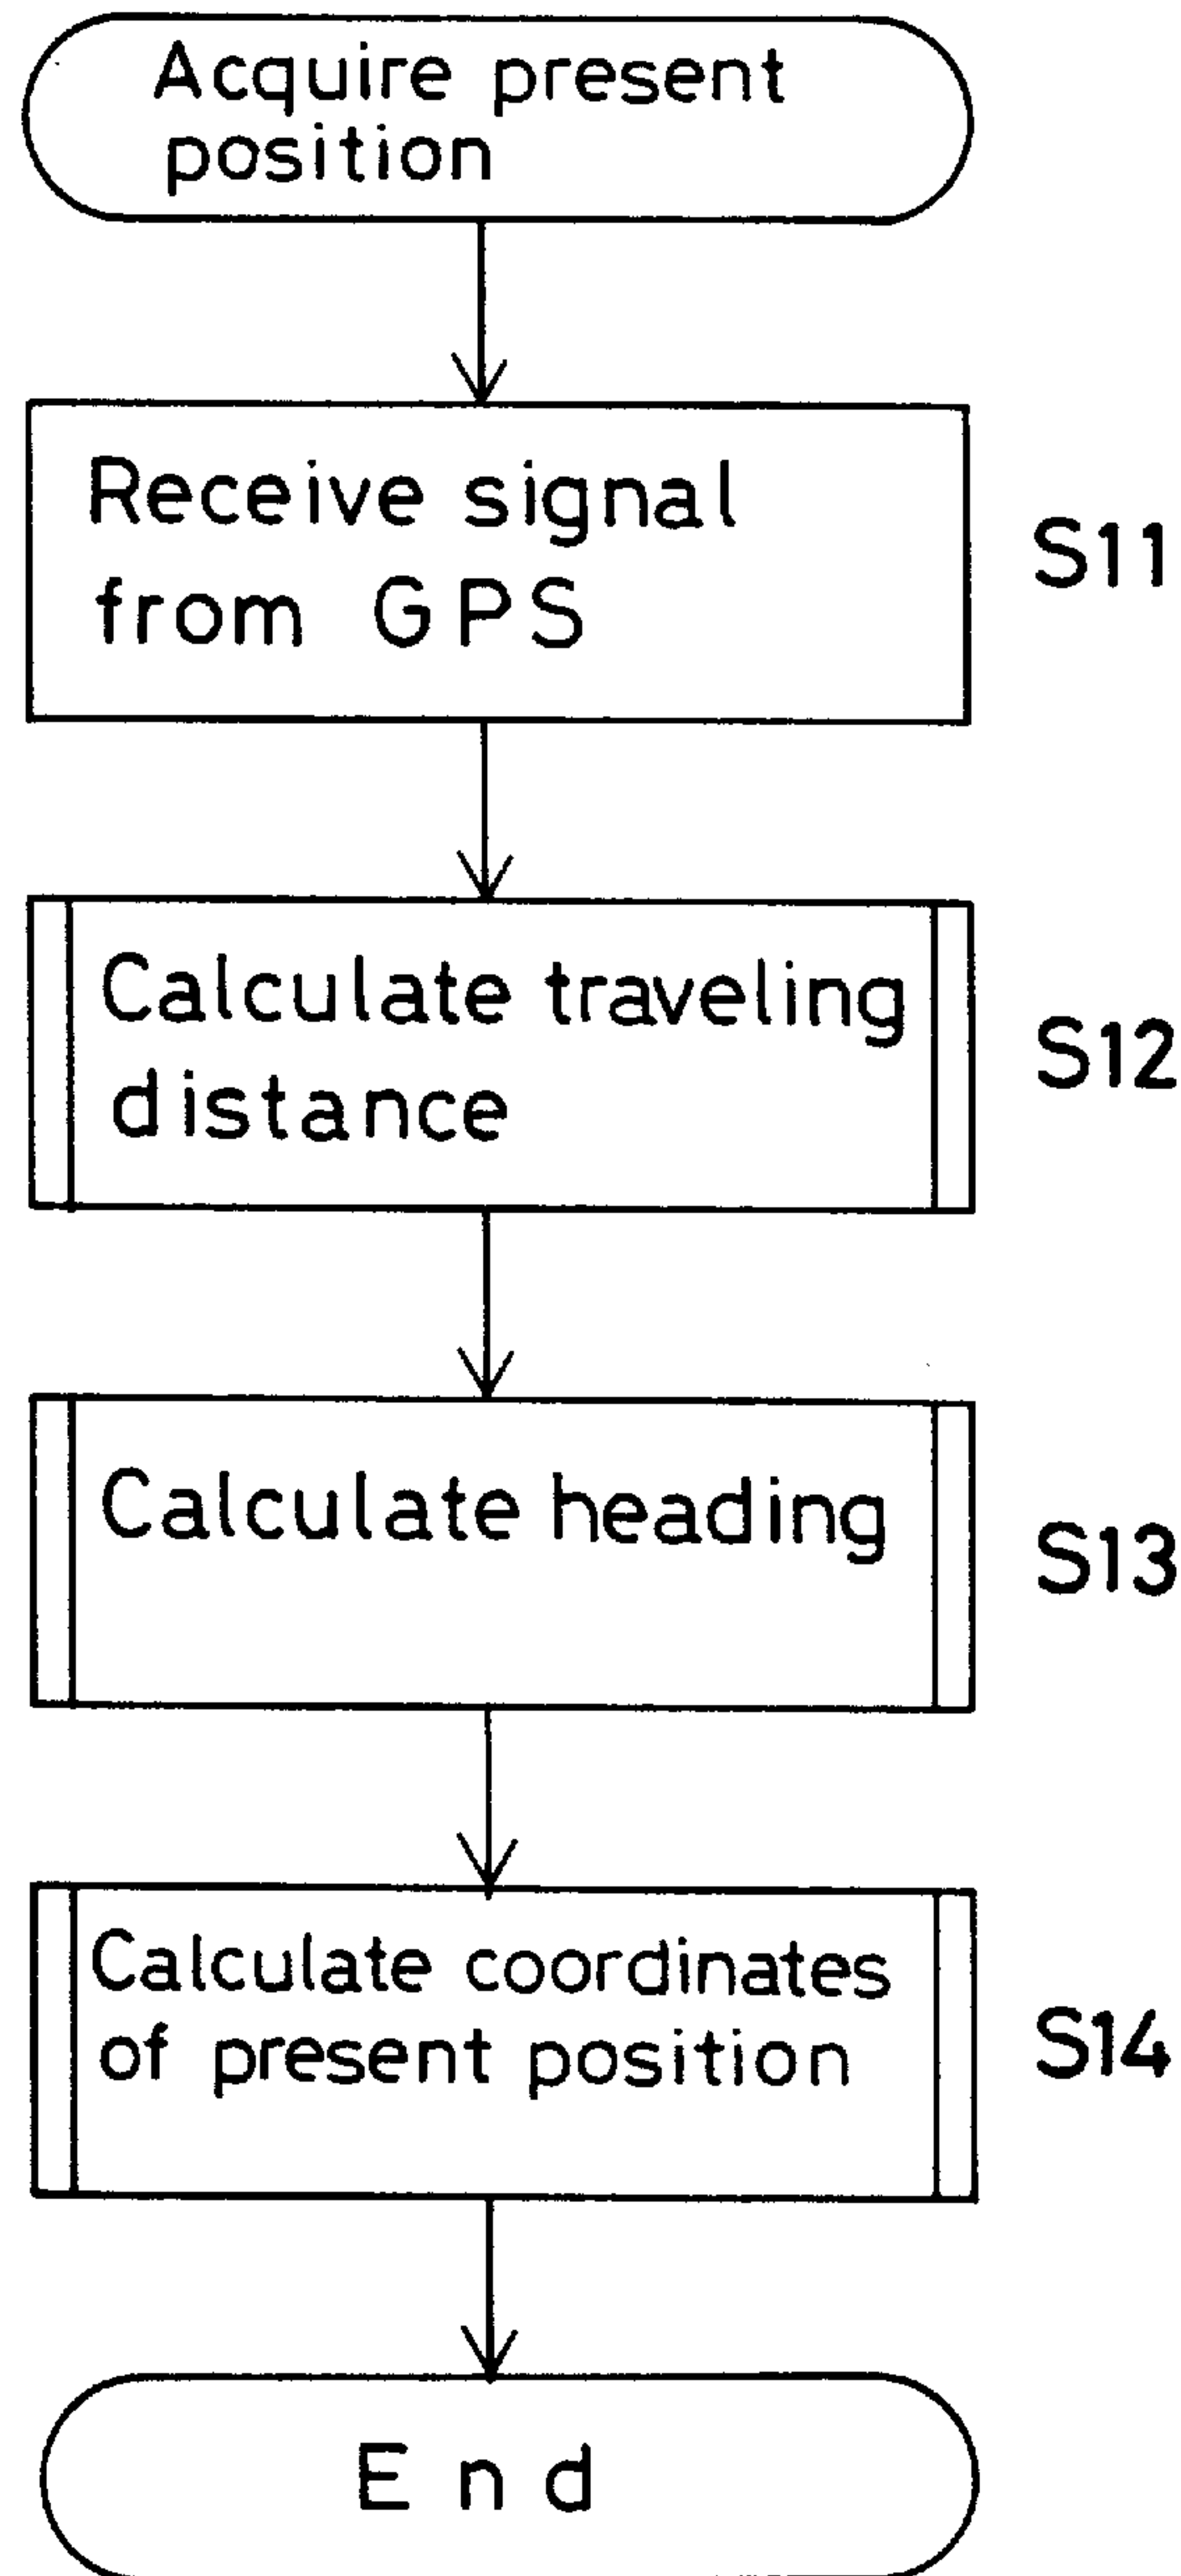 Acquire present
position
Receive signal
from GPS
S11
Calculate traveling
distance
S12
Calculate heading
S13
Calculate coordinates
of present position
S14
End